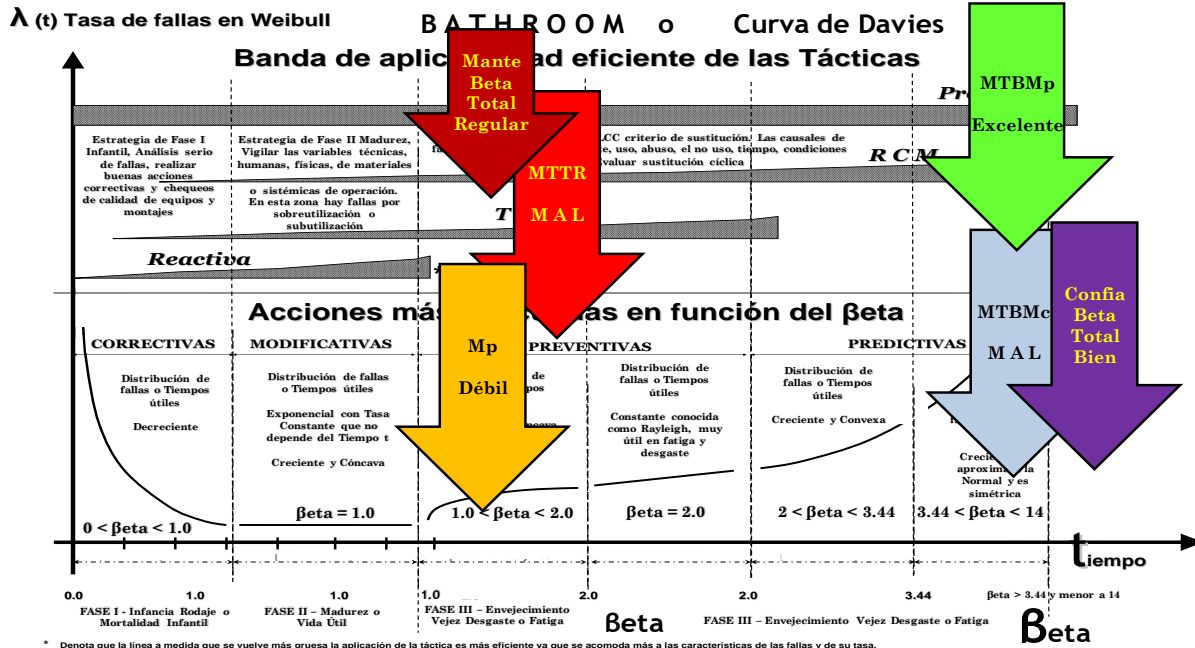 λ (t) Tasa de fallas en Weibull
B A T H R O O M o Curva de Davies
Banda de aplic ad eficiente de las Tácticas
Mante
Beta
Total
Regular
MTBMp
Excelente
Pr
Estrategia de Fase I
Infantil, Análisis serio
de fallas, realizar
buenas acciones
correctivas y chequeos
de calidad de equipos y
montajes
Estrategia de Fase II Madurez,
Vigilar las variables técnicas,
humanas, físicas, de materiales
o sistémicas de operación.
En esta zona hay fallas por
sobreutilización o
subutilización
LCC criterio de sustitución. Las causales de
te, uso, abuso, el no uso, tiempo, condiciones
Evaluar sustitución cíclica
R C M
MTTR
M A L
T
Reactiva
*
Acciones más as en función del βeta
MTBMc
M A L
Confia
Beta
Total
Bien
Mp
Débil
CORRECTIVAS
MODIFICATIVAS
PREVENTIVAS
PREDICTIVAS
Distribución de
fallas o Tiempos
útiles
Decreciente
Distribución de fallas
o Tiempos útiles
Exponencial con Tasa
Constante que no
depende del Tiempo t
Creciente y Cóncava
de
Distribución de
fallas o Tiempos
útiles
Constante conocida
como Rayleigh, muy
útil en fatiga y
desgaste
Distribución de
fallas o Tiempos
útiles
Creciente y Convexa
aproxima la
Normal y es
simétrica
0 < βeta < 1.0
βeta = 1.0
1.0 < βeta < 2.0
βeta = 2.0
2 < βeta < 3.44
3.44 < βeta < 14
tiempo
0.0 1.0 1.0 1.0 2.0 2.0 3.44 βeta > 3.44 y menor a 14
FASE I - Infancia Rodaje o
Mortalidad Infantil
FASE II – Madurez o
Vida Útil
FASE III – Envejecimiento
Vejez Desgaste o Fatiga
βeta
FASE III – Envejecimiento Vejez Desgaste o Fatiga
βeta
* Denota que la línea a medida que se vuelve más gruesa la aplicación de la táctica es más eficiente ya que se acomoda más a las características de las fallas y de su tasa.